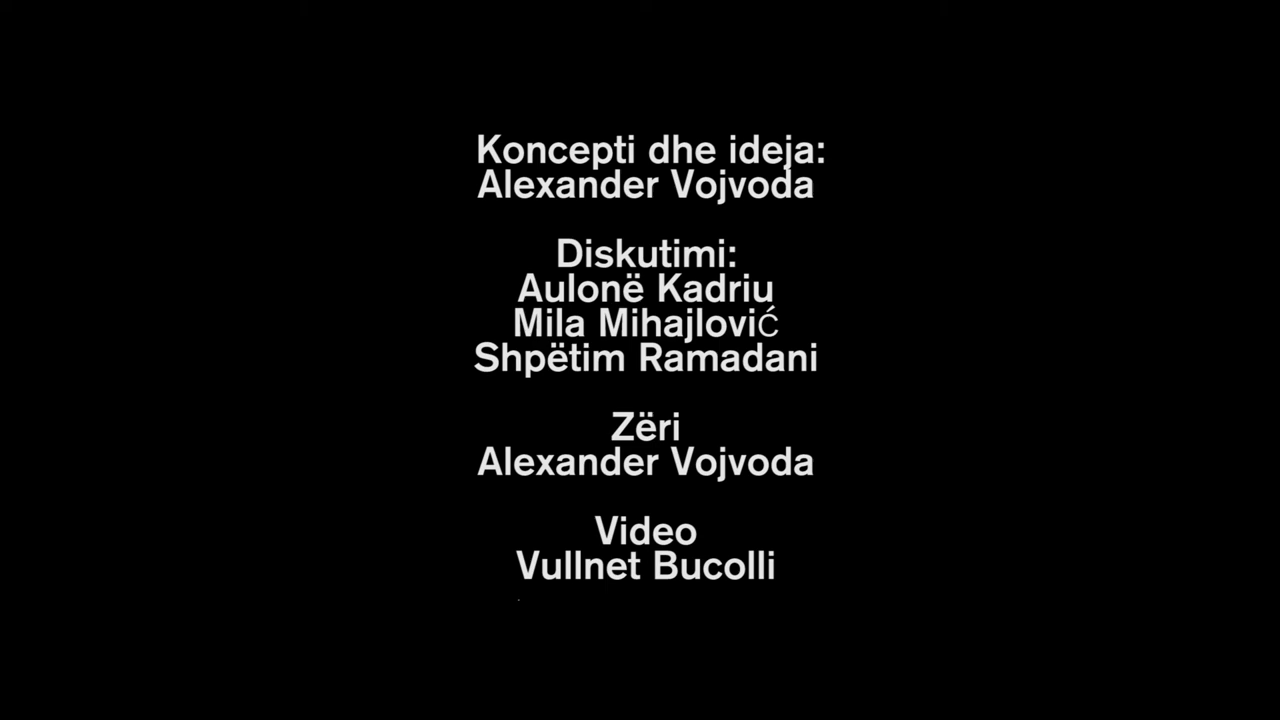 Koncepti dhe ideja:
Alexander Vojvoda
Diskutimi:
Aulonë Kadriu
Mila Mihajlović
Shpëtim Ramadani
Zëri
Alexander Vojvoda
Video
Vullnet Bucolli